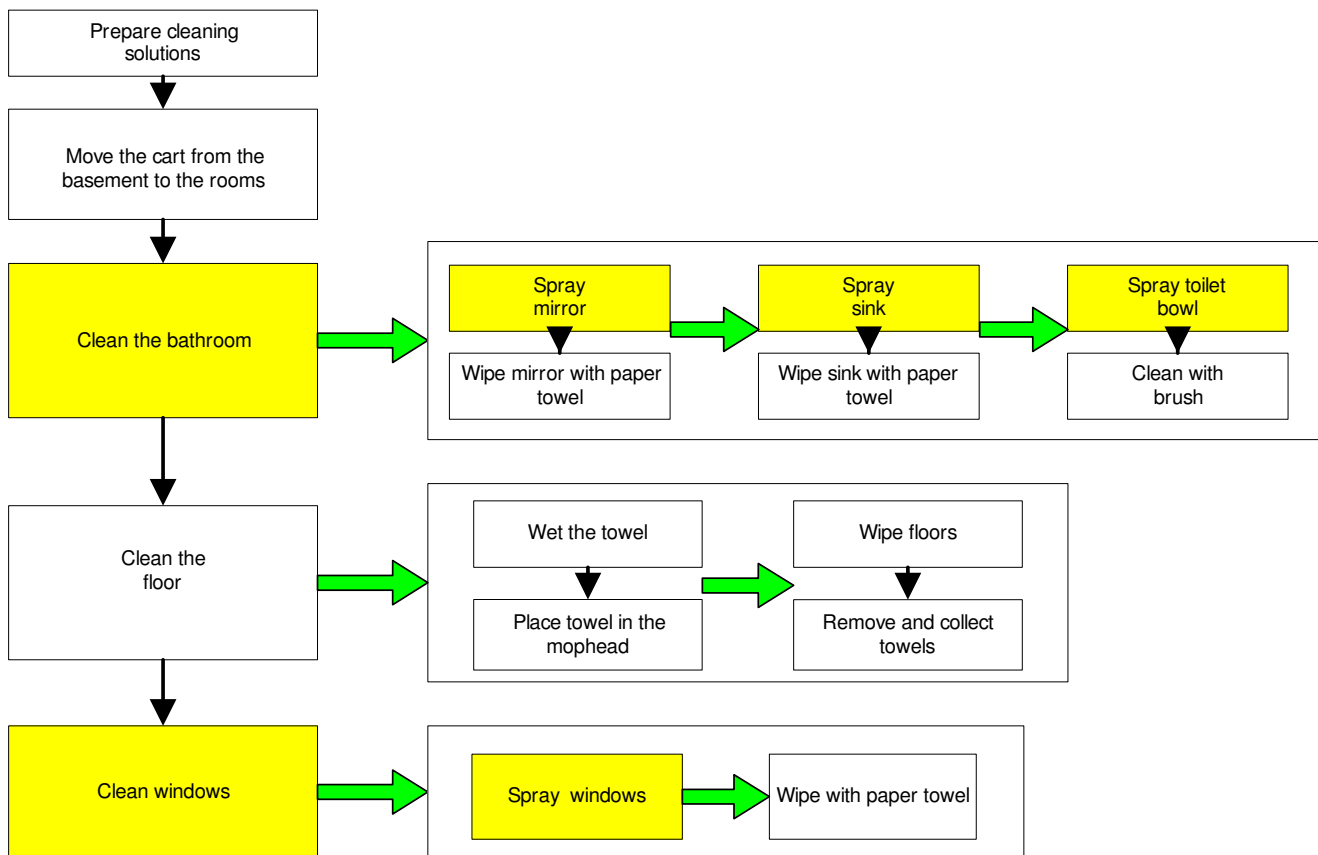 Prepare cleaning
solutions
Move the cart from the
basement to the rooms
Clean the bathroom
Spray
mirror
Wipe mirror with paper
towel
Spray
sink
Wipe sink with paper
towel
Spray toilet
bowl
Clean with
brush
Clean the
floor
Wet the towel
Place towel in the
mophead
Wipe floors
Remove and collect
towels
Clean windows
Spray windows
Wipe with paper towel